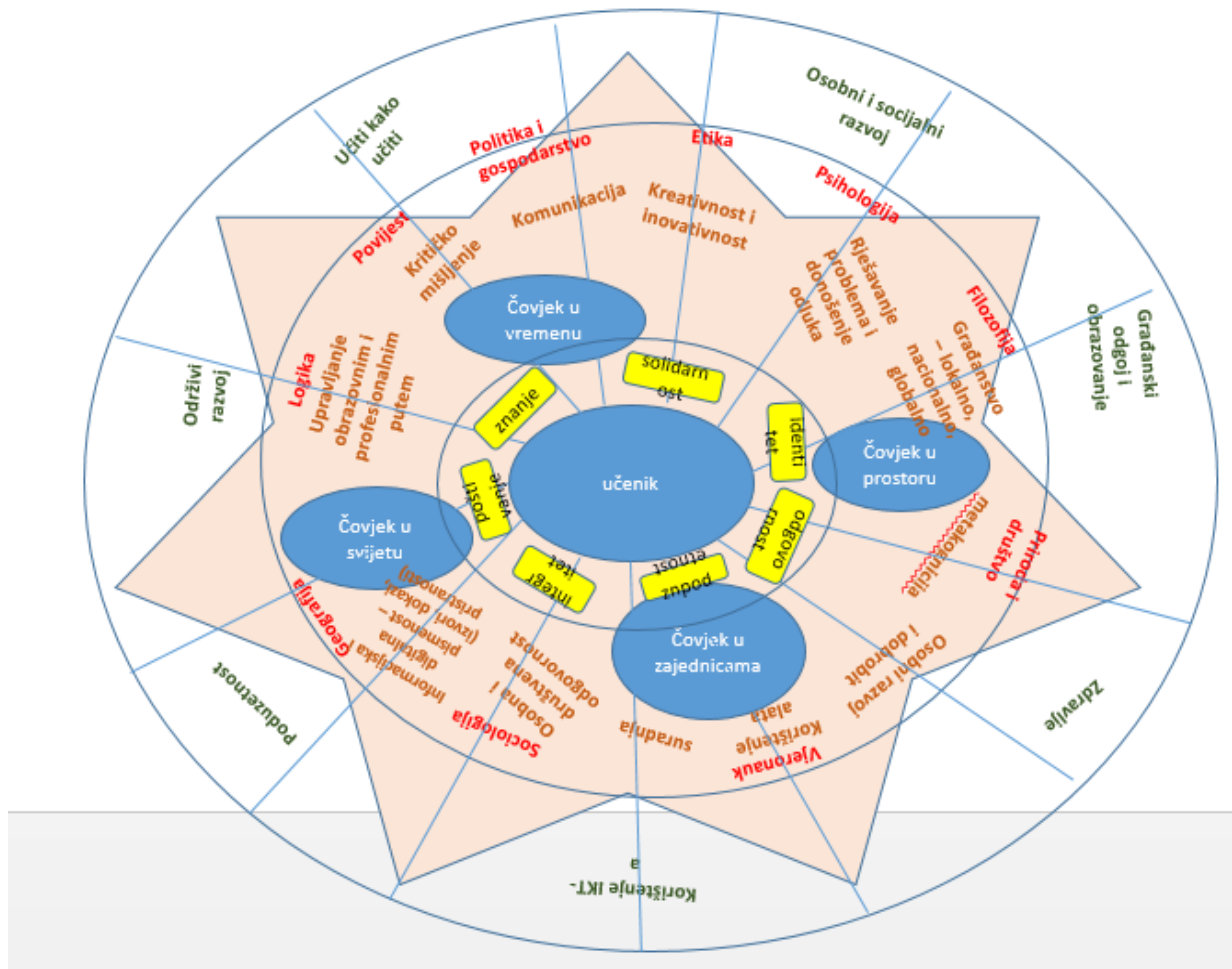 Učiti kako
učiti
Osobni i socijalni
razvoj
Politika i
gospodarstvo
Etika
Psihologija
Povijest
Komunikacija
Kreativnost i
inovativnost
Kritičko
mišljenje
Rješavanje
problema i
donošenje
odluka
Filozofija
Građanski
odgoj i
obrazovanje
Građanstvo
– lokalno,
nacionalno,
globalno
Čovjek u
vremenu
Održivi
razvoj
Logika
Upravljanje
obrazovnim i
profesionalnim
putem
znanje
solidarn
ost
identi
tet
Čovjek u
prostoru
učenik
pošti
vanje
odgovo
rnost
Čovjek u
svijetu
integr
itet
poduz
etnost
metakognicija
Priroda i
društvo
Čovjek u
zajednicama
Geografija
Informacijska i
digitalna
pismenost –
(izvori dokazi,
pristranosti)
Osobna i
društvena
odgovornost
Osobni razvoj
i dobrobit
Poduzetnost
Sociologija
suradnja
Korištenje
alata
Vjeronauk
Zdravlje
Korištenje IKT-
a